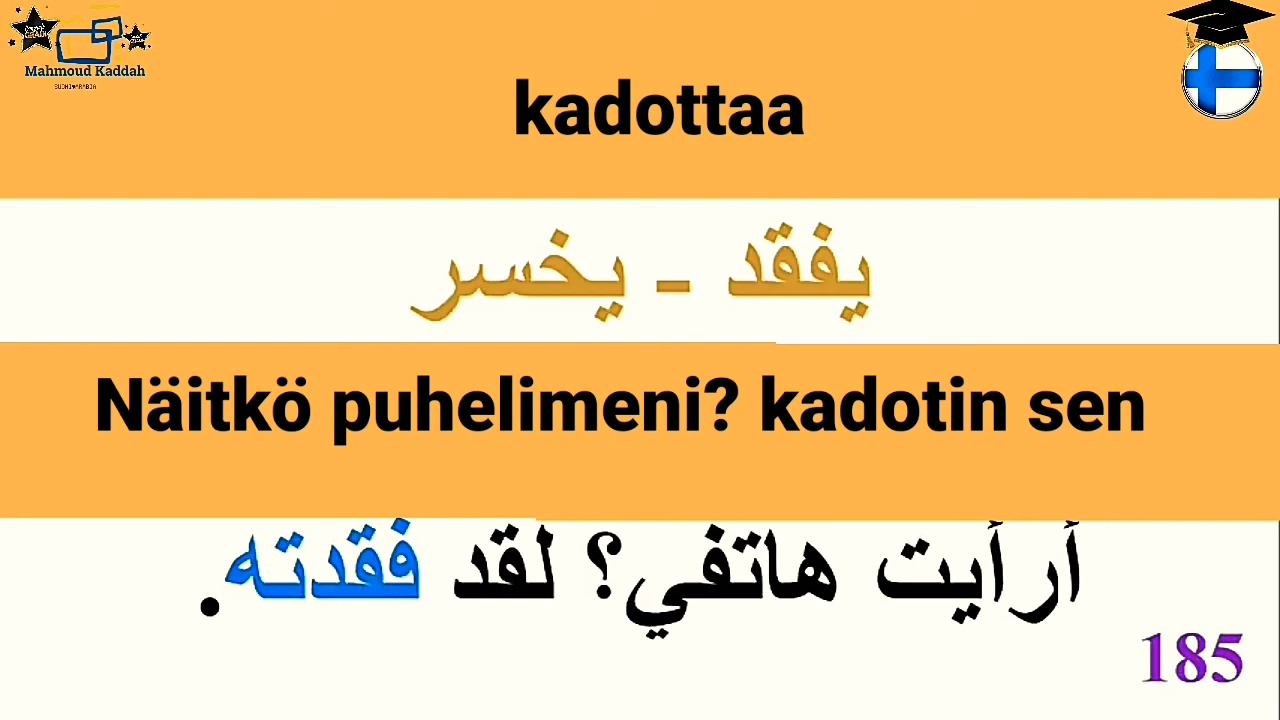 Mahmoud Kaddah
kadottaa
يفقد - يخسر
Näitkö puhelimeni? kadotin sen
أرأيت هاتفي؟ لقد فقدته.
185